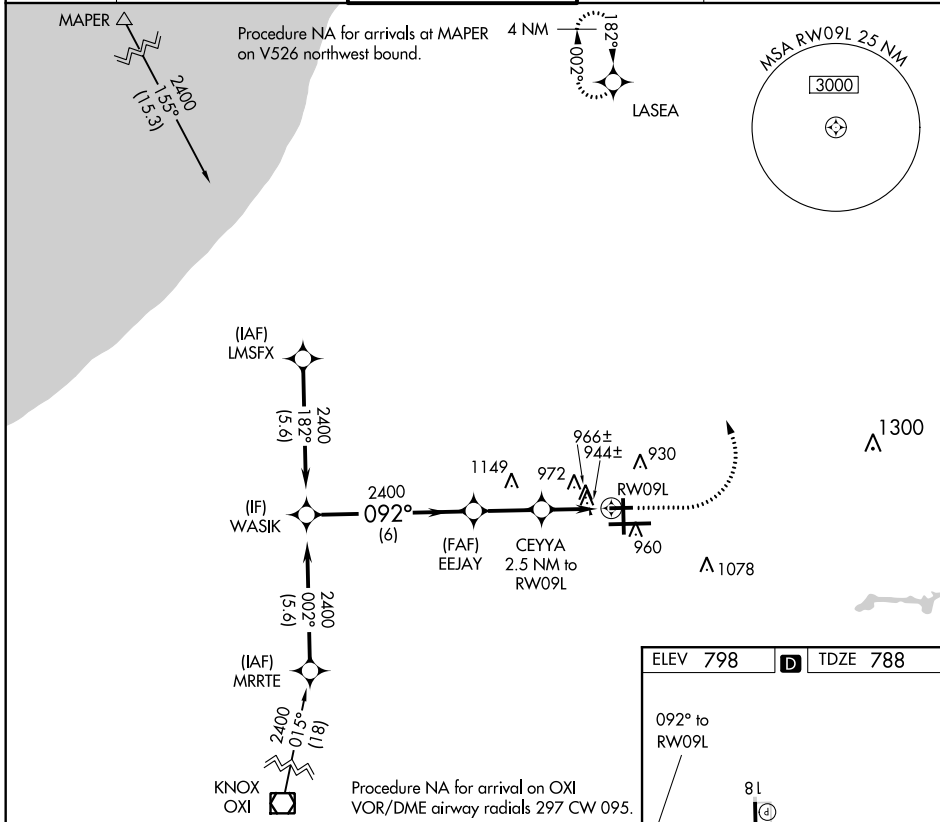 MAPER
2400
155°
(15.3)
Procedure NA for arrivals at MAPER
on V526 northwest bound.
4 NM
182°
002°
LASEA
MSA RW09L 25 NM
3000
(IAF)
LMSFX
2400
182°
(5.6)
(IF)
WASIK
2400
092°
(6)
(FAF)
EEJAY
CEYYA
2.5 NM to
RW09L
1149
972
966±
944±
930
RW09L
960
1078
1300
2400
002°
(5.6)
(IAF)
MRRTE
2400
015°
(18)
KNOX
OXI
Procedure NA for arrival on OXI
VOR/DME airway radials 297 CW 095.
ELEV 798 D TDZE 788
092° to
RW09L
18
P